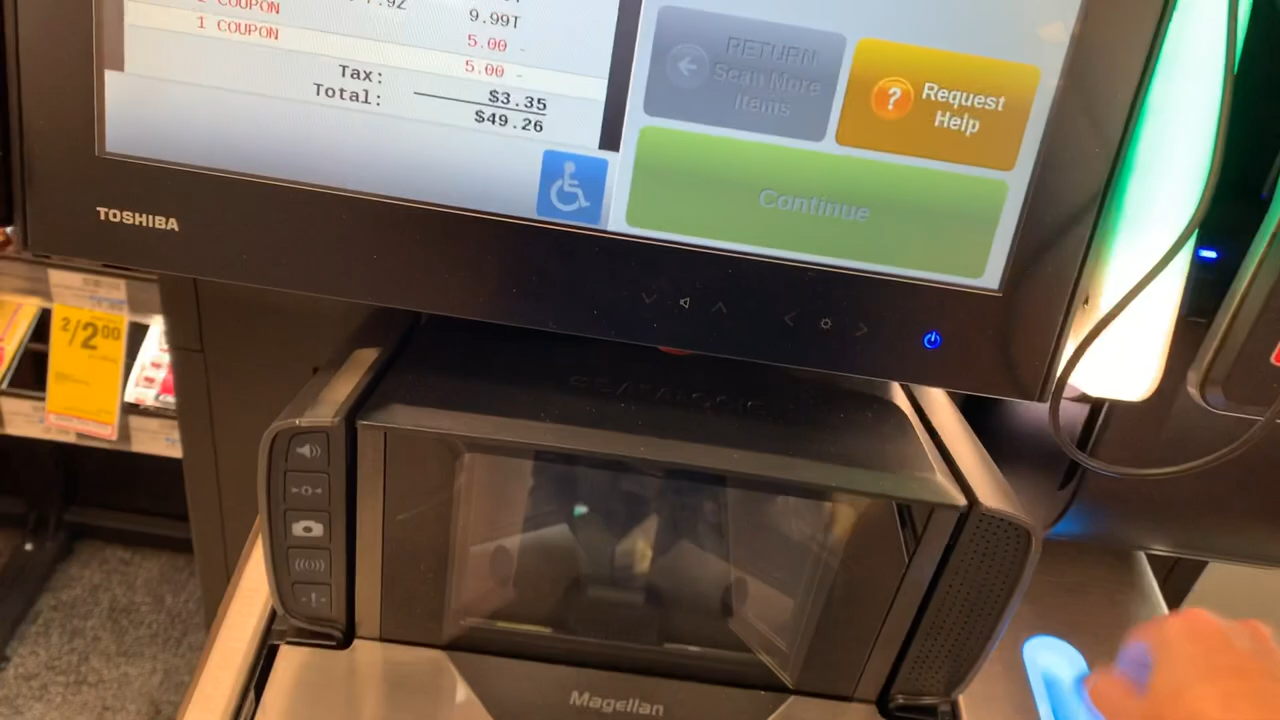 COUPON
9.99T
1 COUPON
5.00 -
5.00 -
Tax:
$3.35
Total:
$49.26
RETURN
Scan More
Items
?
Request
Help
Continue
TOSHIBA
2/2.00
DATALOGIC
Magellan